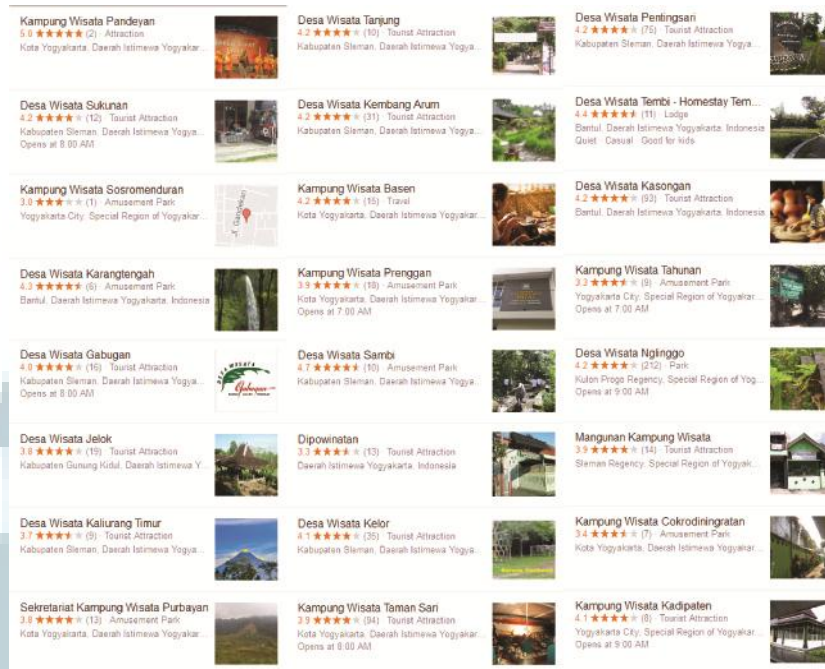 Kampung Wisata Pandeyan
5.0 ★★★★★ (2) · Attraction
Kota Yogyakarta, Daerah Istimewa Yogyakar...
Desa Wisata Sukunan
4.2 ★★★★★ (12) · Tourist Attraction
Kabupaten Sleman, Daerah Istimewa Yogya...
Opens at 8:00 AM
Kampung Wisata Sosromenduran
3.0 ★★★★★ (1) · Amusement Park
Yogyakarta City, Special Region of Yogyakar...
Jl. Gandekan
Desa Wisata Karangtengah
4.3 ★★★★★ (6) · Amusement Park
Bantul, Daerah Istimewa Yogyakarta, Indonesia
Desa Wisata Gabugan
4.0 ★★★★★ (16) · Tourist Attraction
Kabupaten Sleman, Daerah Istimewa Yogya...
Opens at 8:00 AM
DESA WISATA
Gabugan
Desa Wisata Jelok
3.8 ★★★★★ (19) · Tourist Attraction
Kabupaten Gunung Kidul, Daerah Istimewa Y...
Desa Wisata Kaliurang Timur
3.7 ★★★★★ (9) · Tourist Attraction
Kabupaten Sleman, Daerah Istimewa Yogya...
Sekretariat Kampung Wisata Purbayan
3.8 ★★★★★ (13) · Amusement Park
Kota Yogyakarta, Daerah Istimewa Yogyakar...
Desa Wisata Tanjung
4.2 ★★★★★ (10) · Tourist Attraction
Kabupaten Sleman, Daerah Istimewa Yogya...
Desa Wisata Kembang Arum
4.2 ★★★★★ (31) · Tourist Attraction
Kabupaten Sleman, Daerah Istimewa Yogya...
Kampung Wisata Basen
4.2 ★★★★★ (15) · Travel
Kota Yogyakarta, Daerah Istimewa Yogyakar...
Kampung Wisata Prenggan
3.9 ★★★★★ (18) · Amusement Park
Kota Yogyakarta, Daerah Istimewa Yogyakar...
Opens at 7:00 AM
Desa Wisata Sambi
4.7 ★★★★★ (10) · Amusement Park
Kabupaten Sleman, Daerah Istimewa Yogya...
Dipowinatan
3.3 ★★★★★ (13) · Tourist Attraction
Daerah Istimewa Yogyakarta, Indonesia
Desa Wisata Kelor
4.1 ★★★★★ (35) · Tourist Attraction
Kabupaten Sleman, Daerah Istimewa Yogya...
Kampung Wisata Taman Sari
3.9 ★★★★★ (94) · Tourist Attraction
Kota Yogyakarta, Daerah Istimewa Yogyakar...
Opens at 8:00 AM
Desa Wisata Pentingsari
4.2 ★★★★★ (75) · Tourist Attraction
Kabupaten Sleman, Daerah Istimewa Yogya...
Desa Wisata Tembi - Homestay Tem...
4.4 ★★★★★ (11) · Lodge
Bantul, Daerah Istimewa Yogyakarta, Indonesia
Quiet · Casual · Good for kids
Desa Wisata Kasongan
4.2 ★★★★★ (93) · Tourist Attraction
Bantul, Daerah Istimewa Yogyakarta, Indonesia
Kampung Wisata Tahunan
3.3 ★★★★★ (9) · Amusement Park
Yogyakarta City, Special Region of Yogyakar...
Opens at 7:00 AM
Desa Wisata Nglinggo
4.2 ★★★★★ (212) · Park
Kulon Progo Regency, Special Region of Yog...
Opens at 9:00 AM
Mangunan Kampung Wisata
3.9 ★★★★★ (14) · Tourist Attraction
Sleman Regency, Special Region of Yogyak...
Kampung Wisata Cokrodiningratan
3.4 ★★★★★ (7) · Amusement Park
Kota Yogyakarta, Daerah Istimewa Yogyakar...
Kampung Wisata Kadipaten
4.1 ★★★★★ (8) · Tourist Attraction
Yogyakarta City, Special Region of Yogyakar...
Opens at 9:00 AM